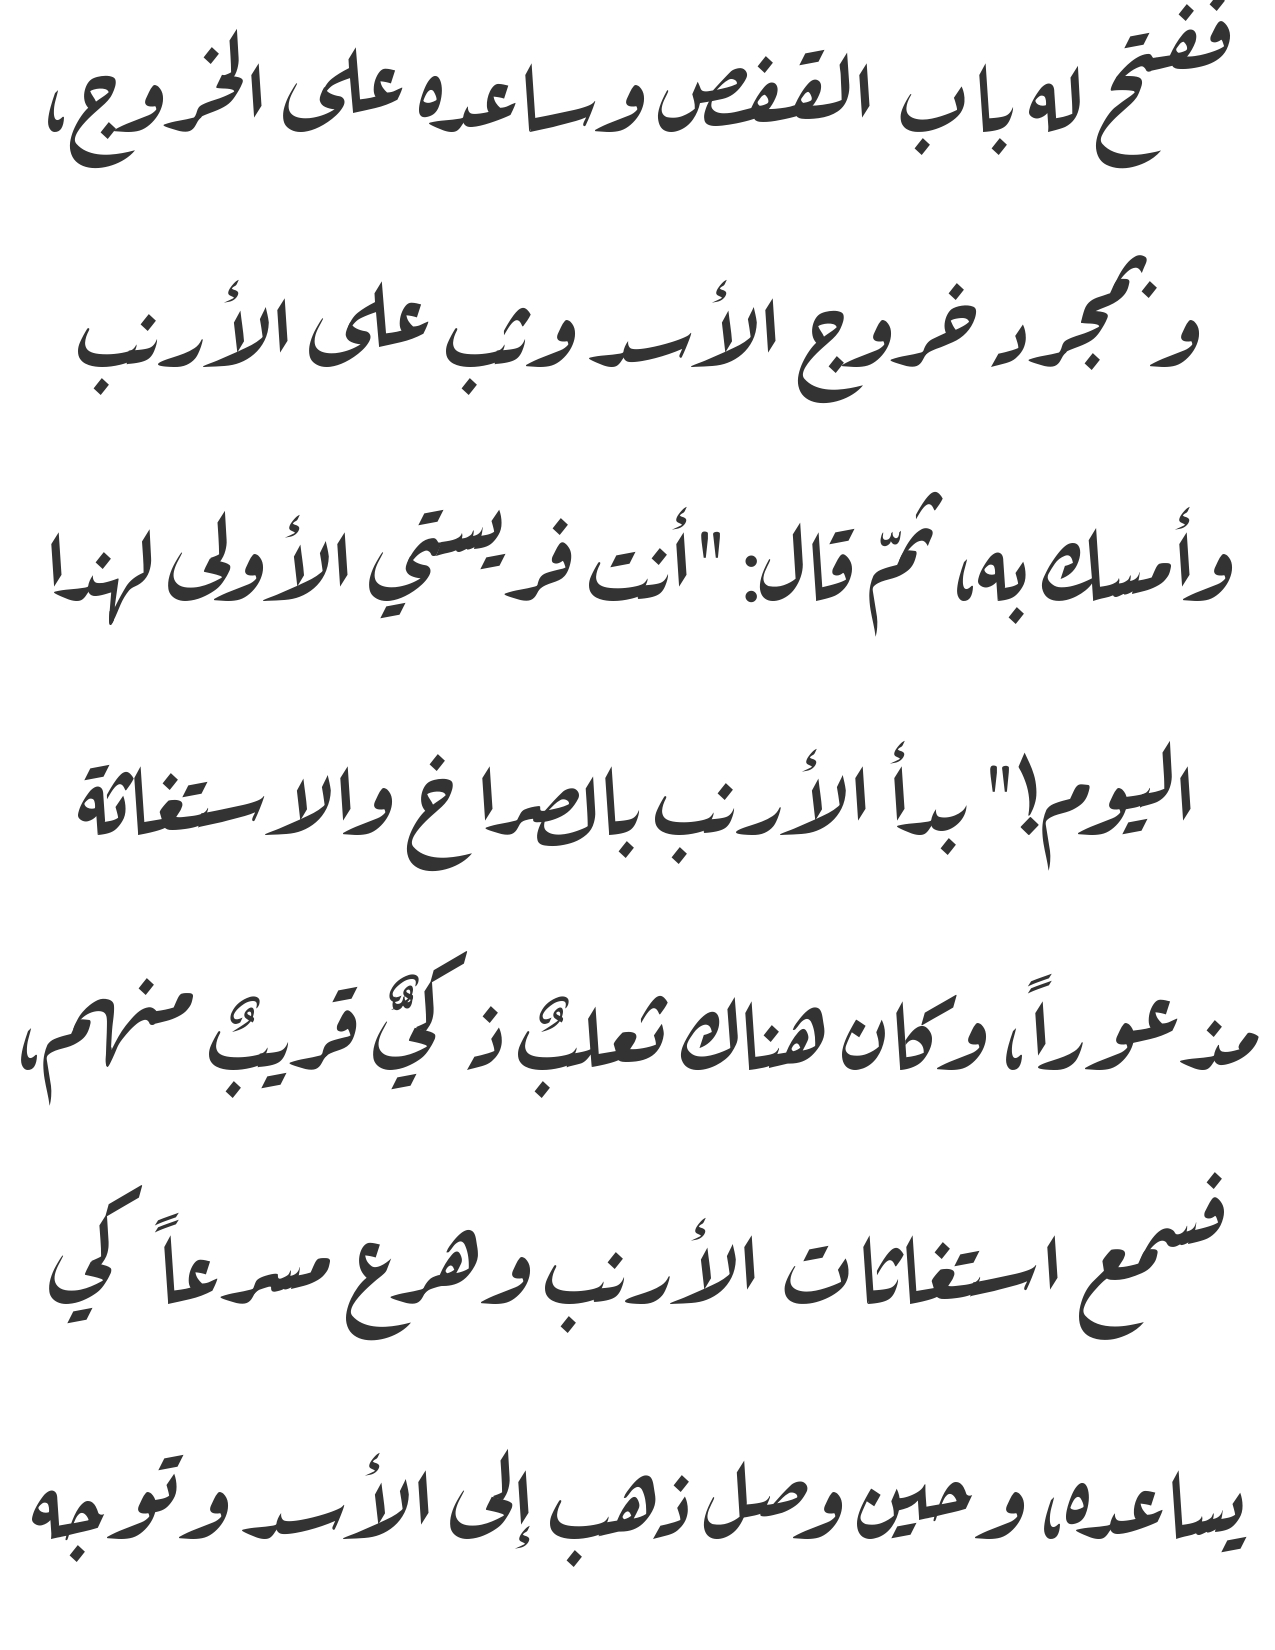 ففتح له باب القفص وساعده على الخروج،
وبمجرد خروج الأسد وثب على الأرنب
وأمسك به، ثمّ قال: "أنت فريستي الأولى لهذا
اليوم!" بدأ الأرنب بالصراخ والاستغاثة
مذعوراً، وكان هناك ثعلبٌ ذكيٌّ قريبٌ منهم،
فسمع استغاثات الأرنب وهرع مسرعاً كي
يساعده، وحين وصل ذهب إلى الأسد وتوجه